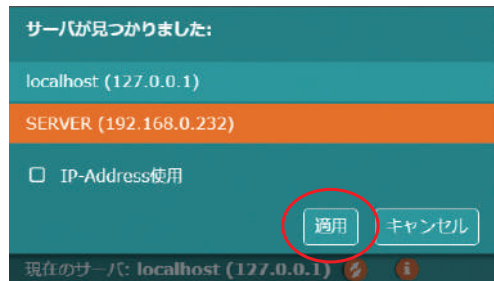 サーバが見つかりました:
localhost (127.0.0.1)
SERVER (192.168.0.232)
IP-Address使用
適用 キャンセル
現在のサーバ: localhost (127.0.0.1)